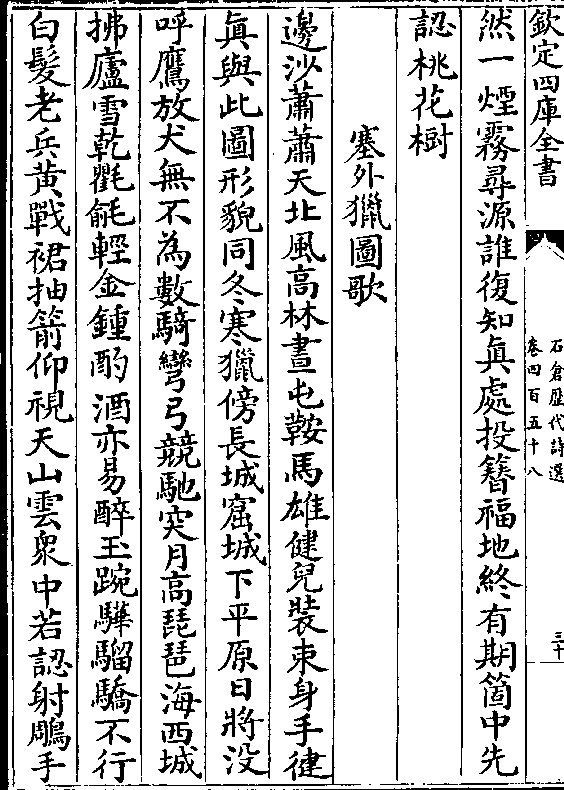 欽定四庫全書
石倉歷代詩選
卷四百五十八
三十
然一煙霧尋源誰復知真處投簪福地終有期箇中先
認桃花樹
塞外獵圖歌
邊沙蕭蕭天北風高林晝屯鞍馬雄健兒裝束身手徤
真與此圖形貌同冬寒獵傍長城窟城下平原日將没
呼鷹放犬無不為數騎彎弓競馳突月高琵琶海西城
拂廬雪乾氍毹輕金鍾酌酒亦易醉玉踠驊騮驕不行
白髮老兵黄戰裙抽箭仰視天山雲衆中若認射鵰手